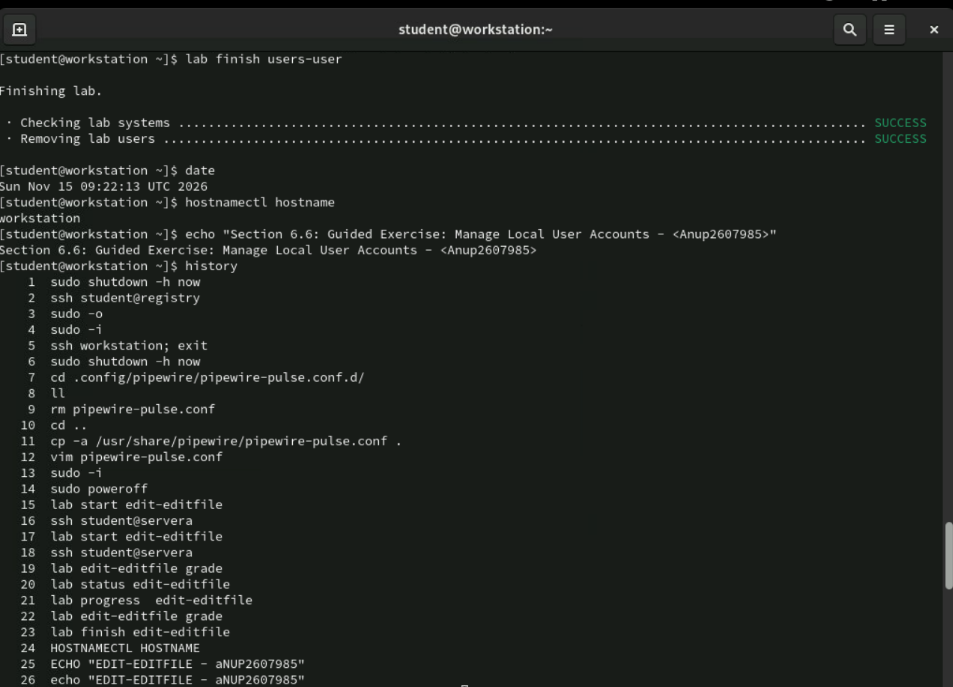 student@workstation:~
[student@workstation ~]$ lab finish users-user
Finishing lab.
· Checking lab systems ............................................................................................ SUCCESS
· Removing lab users .............................................................................................. SUCCESS
[student@workstation ~]$ date
Sun Nov 15 09:22:13 UTC 2026
[student@workstation ~]$ hostnamectl hostname
workstation
[student@workstation ~]$ echo "Section 6.6: Guided Exercise: Manage Local User Accounts - <Anup2607985>"
Section 6.6: Guided Exercise: Manage Local User Accounts - <Anup2607985>
[student@workstation ~]$ history
1 sudo shutdown -h now
2 ssh student@registry
3 sudo -o
4 sudo -i
5 ssh workstation; exit
6 sudo shutdown -h now
7 cd .config/pipewire/pipewire-pulse.conf.d/
8 ll
9 rm pipewire-pulse.conf
10 cd ..
11 cp -a /usr/share/pipewire/pipewire-pulse.conf .
12 vim pipewire-pulse.conf
13 sudo -i
14 sudo poweroff
15 lab start edit-editfile
16 ssh student@servera
17 lab start edit-editfile
18 ssh student@servera
19 lab edit-editfile grade
20 lab status edit-editfile
21 lab progress  edit-editfile
22 lab edit-editfile grade
23 lab finish edit-editfile
24 HOSTNAMECTL HOSTNAME
25 ECHO "EDIT-EDITFILE - aNUP2607985"
26 echo "EDIT-EDITFILE - aNUP2607985"